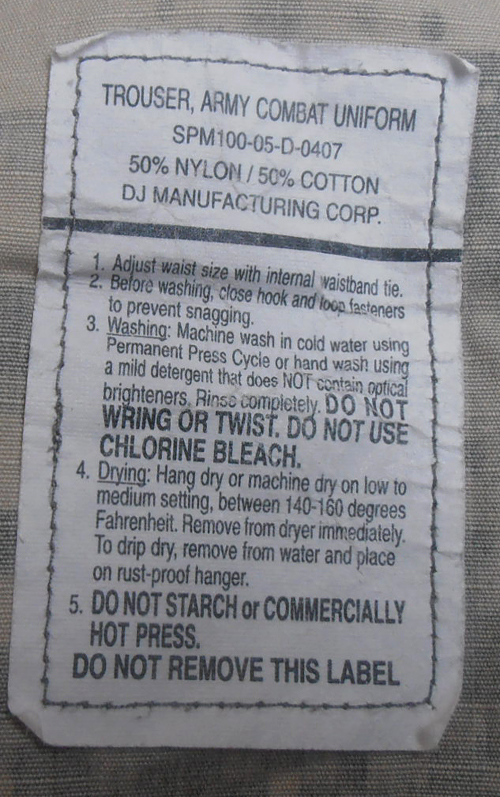 TROUSER, ARMY COMBAT UNIFORM
SPM100-05-D-0407
50% NYLON / 50% COTTON
DJ MANUFACTURING CORP.
1. Adjust waist size with internal waistband tie.
2. Before washing, close hook and loop fasteners
to prevent snagging.
3. Washing: Machine wash in cold water using
Permanent Press Cycle or hand wash using
a mild detergent that does NOT contain optical
brighteners. Rinse completely. DO NOT
WRING OR TWIST. DO NOT USE
CHLORINE BLEACH.
4. Drying: Hang dry or machine dry on low to
medium setting, between 140-160 degrees
Fahrenheit. Remove from dryer immediately.
To drip dry, remove from water and place
on rust-proof hanger.
5. DO NOT STARCH or COMMERCIALLY
HOT PRESS.
DO NOT REMOVE THIS LABEL